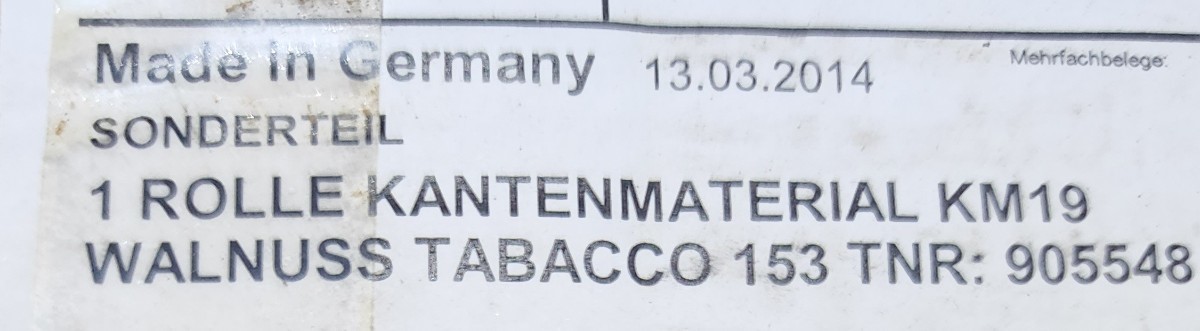 Made in Germany 13.03.2014 Mehrfachbelege:
SONDERTEIL
1 ROLLE KANTENMATERIAL KM19
WALNUSS TABACCO 153 TNR: 905548